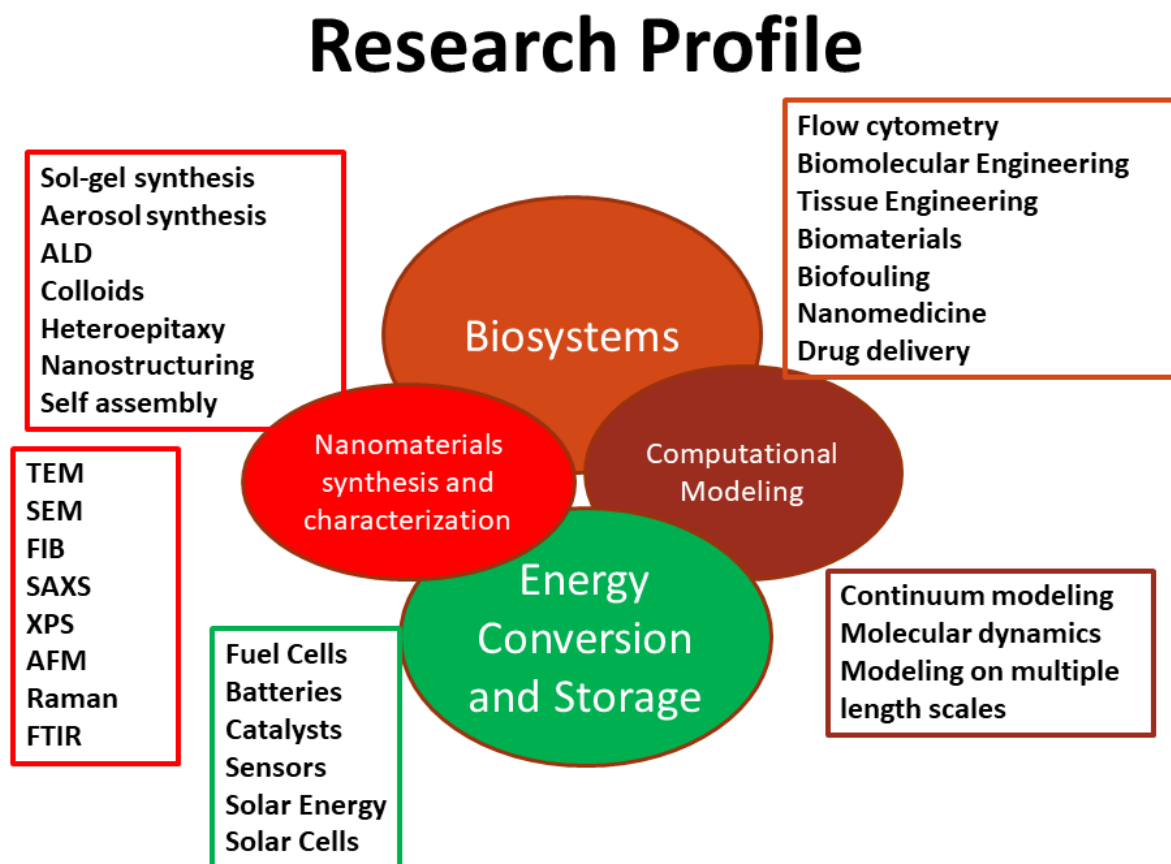 Research Profile
Sol-gel synthesis
Aerosol synthesis
ALD
Colloids
Heteroepitaxy
Nanostructuring
Self assembly
Flow cytometry
Biomolecular Engineering
Tissue Engineering
Biomaterials
Biofouling
Nanomedicine
Drug delivery
Biosystems
Nanomaterials
synthesis and
characterization
Computational
Modeling
Energy
Conversion
and Storage
TEM
SEM
FIB
SAXS
XPS
AFM
Raman
FTIR
Fuel Cells
Batteries
Catalysts
Sensors
Solar Energy
Solar Cells
Continuum modeling
Molecular dynamics
Modeling on multiple
length scales